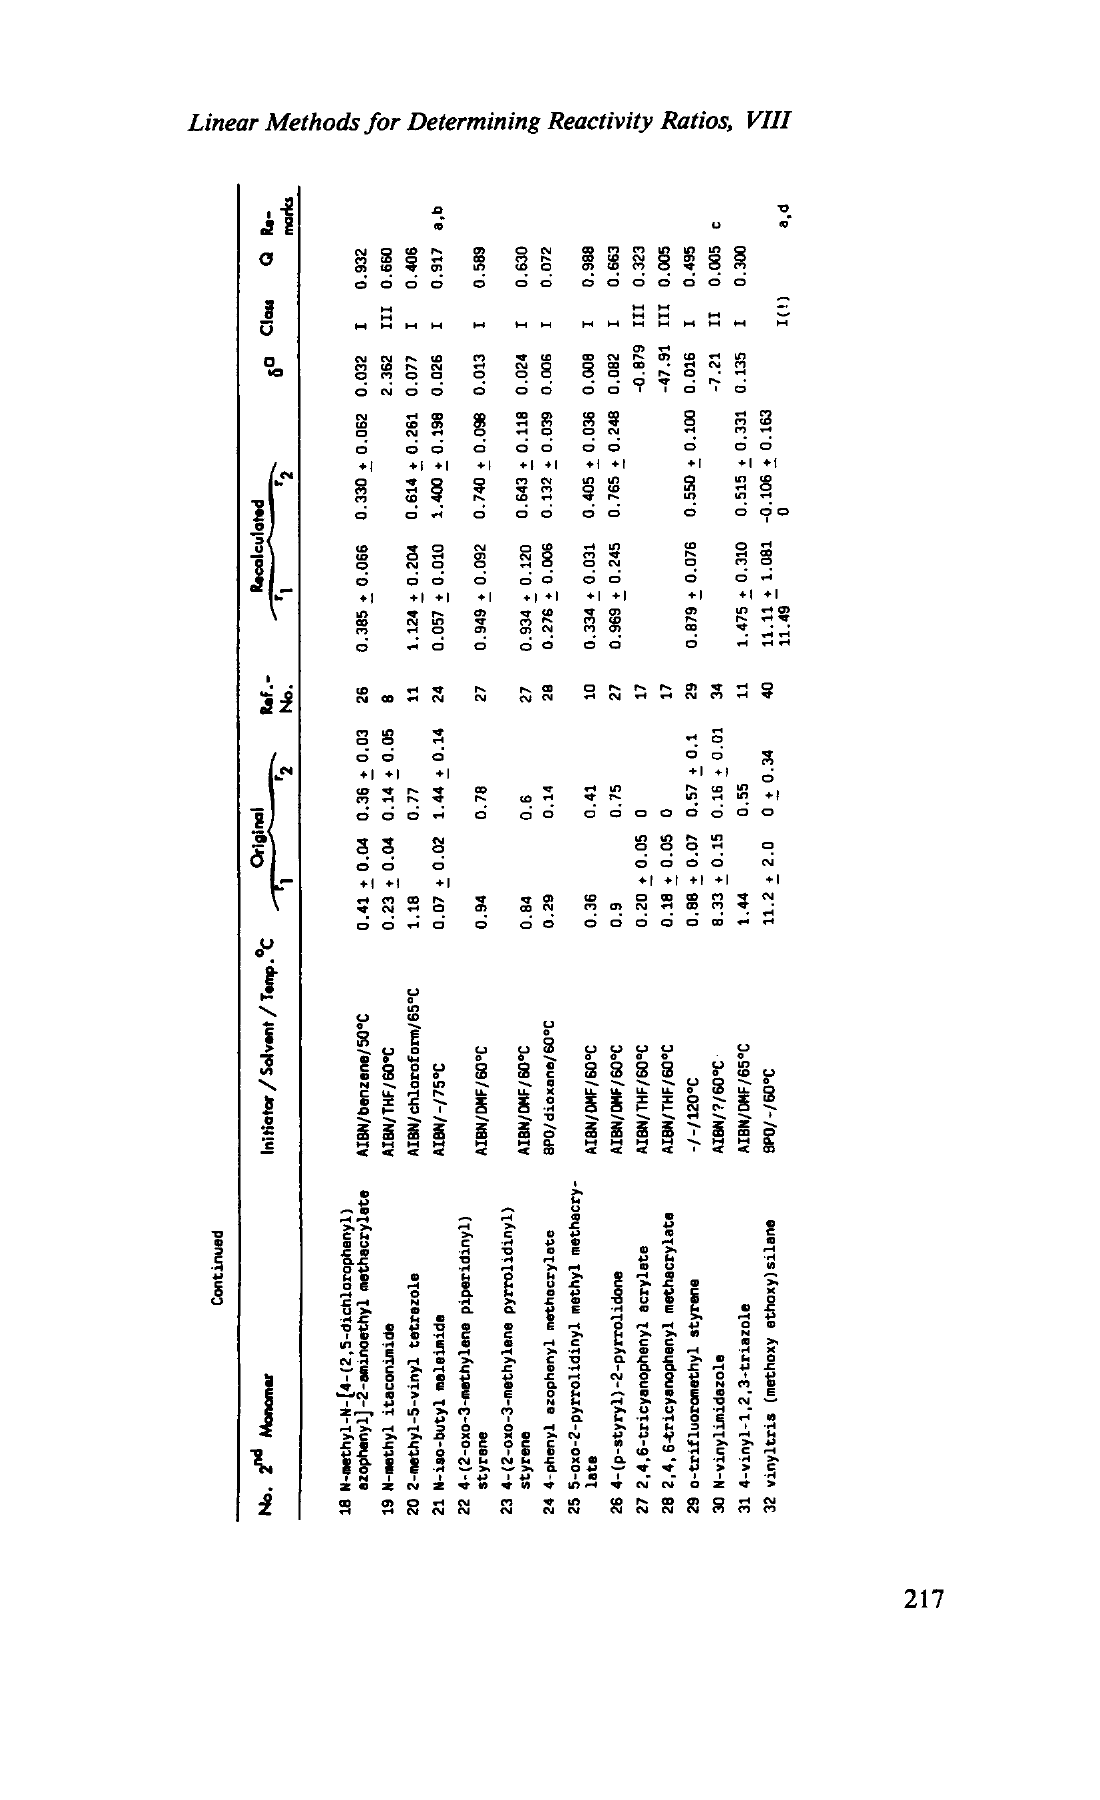 Linear Methods for Determining Reactivity Ratios, VIII
Continued
No. 2nd Monomer Initiator / Solvent / Temp. °C Original r1 r2 Ref.-No. Recalculated r1 r2 δa Class Q Re-marks
18 N-methyl-N-[4-(2,5-dichlorophenyl)
azophenyl]-2-aminoethyl methacrylate AIBN/benzene/50°C 0.41 ± 0.04 0.36 ± 0.03 26 0.385 ± 0.066 0.330 ± 0.062 0.032 I 0.932
19 N-methyl itaconimide AIBN/THF/60°C 0.23 ± 0.04 0.14 ± 0.05 8 2.362 III 0.660
20 2-methyl-5-vinyl tetrazole AIBN/chloroform/65°C 1.18 0.77 11 1.124 ± 0.204 0.614 ± 0.261 0.077 I 0.406
21 N-iso-butyl maleimide AIBN/-/75°C 0.07 ± 0.02 1.44 ± 0.14 24 0.057 ± 0.010 1.400 ± 0.198 0.026 I 0.917 a,b
22 4-(2-oxo-3-methylene piperidinyl)
styrene AIBN/DMF/60°C 0.94 0.78 27 0.949 ± 0.092 0.740 ± 0.098 0.013 I 0.589
23 4-(2-oxo-3-methylene pyrrolidinyl)
styrene AIBN/DMF/60°C 0.84 0.6 27 0.934 ± 0.120 0.643 ± 0.118 0.024 I 0.630
24 4-phenyl azophenyl methacrylate BPO/dioxane/60°C 0.29 0.14 28 0.276 ± 0.006 0.132 ± 0.039 0.006 I 0.072
25 5-oxo-2-pyrrolidinyl methyl methacry-
late AIBN/DMF/60°C 0.36 0.41 10 0.334 ± 0.031 0.405 ± 0.036 0.008 I 0.988
26 4-(p-styryl)-2-pyrrolidone AIBN/DMF/60°C 0.9 0.75 27 0.969 ± 0.245 0.765 ± 0.248 0.082 I 0.663
27 2,4,6-tricyanophenyl acrylate AIBN/THF/60°C 0.20 ± 0.05 0 17 -0.879 III 0.323
28 2,4,6-tricyanophenyl methacrylate AIBN/THF/60°C 0.18 ± 0.05 0 17 -47.91 III 0.005
29 o-trifluoromethyl styrene -/-/120°C 0.88 ± 0.07 0.57 ± 0.1 29 0.879 ± 0.076 0.550 ± 0.100 0.016 I 0.495
30 N-vinylimidazole AIBN/?/60°C 8.33 ± 0.15 0.16 ± 0.01 34 -7.21 II 0.005 c
31 4-vinyl-1,2,3-triazole AIBN/DMF/65°C 1.44 0.55 11 1.475 ± 0.310 0.515 ± 0.331 0.135 I 0.300
32 vinyltris (methoxy ethoxy)silane BPO/-/60°C 11.2 ± 2.0 0 ± 0.34 40 11.11 ± 1.081 -0.106 ± 0.163
11.49 0 I(!) a,d
217